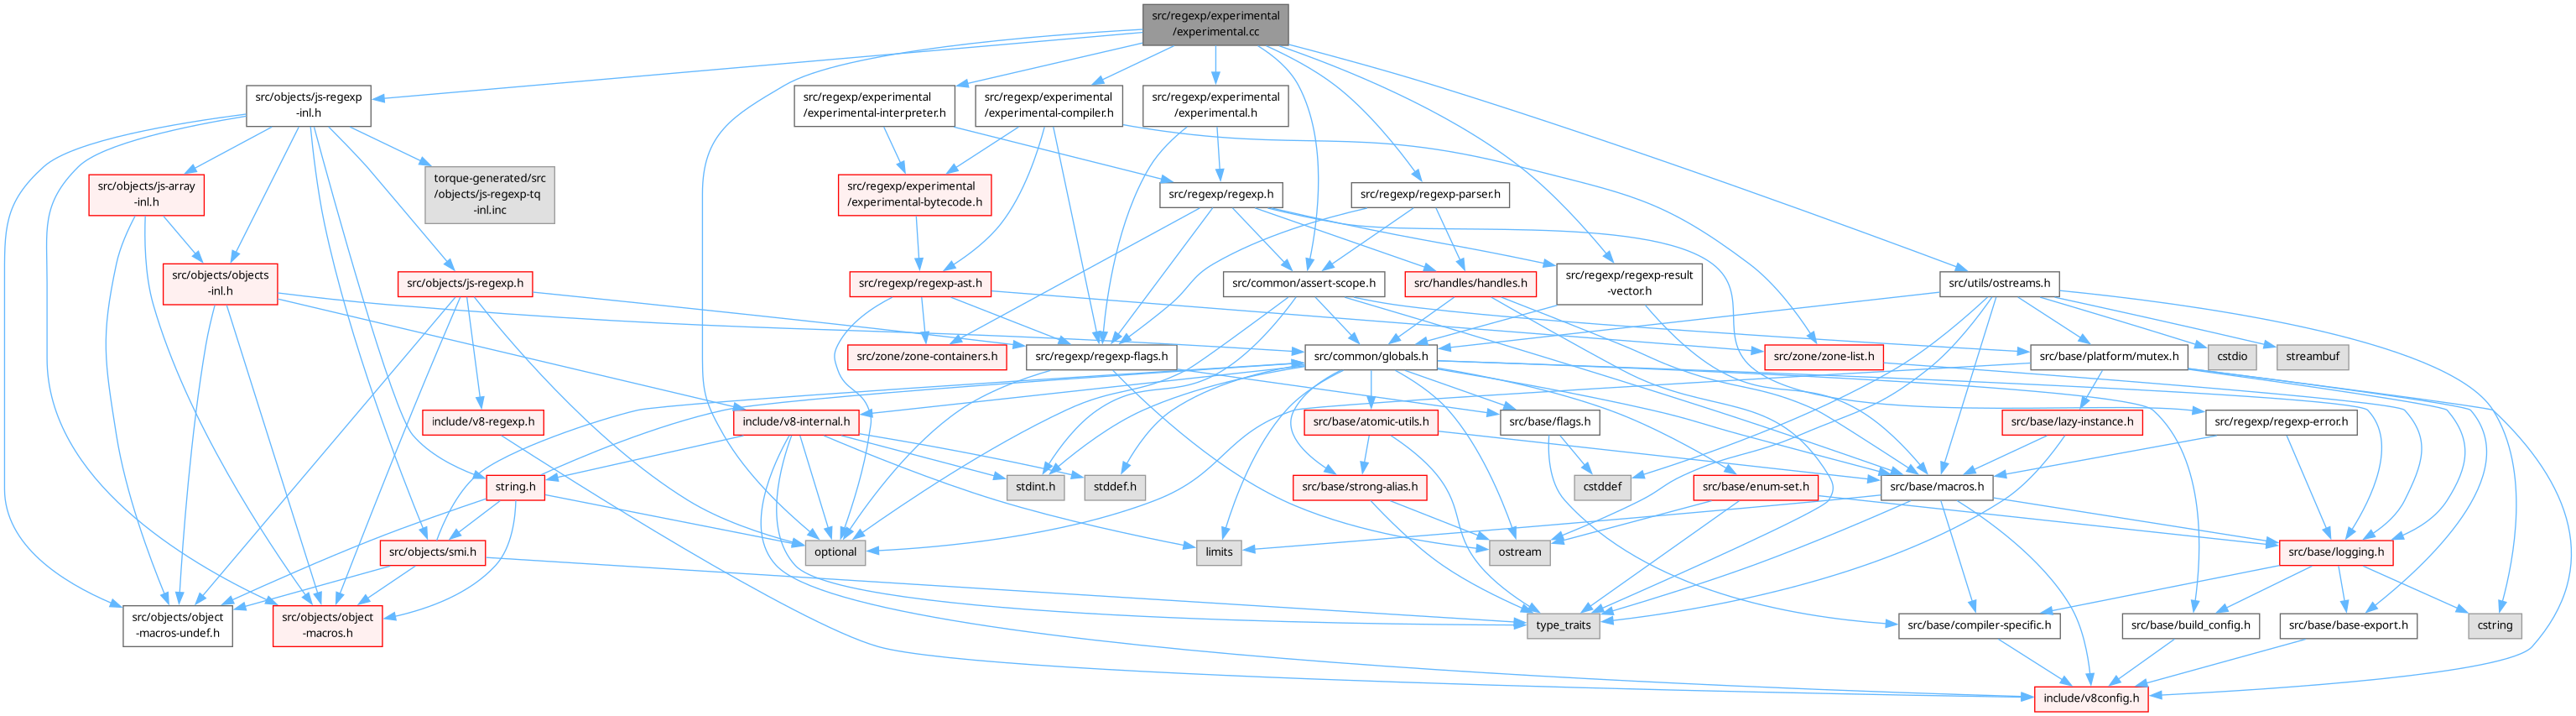 src/regexp/experimental
/experimental.cc
src/objects/js-regexp
-inl.h
src/regexp/experimental
/experimental-interpreter.h
src/regexp/experimental
/experimental-compiler.h
src/regexp/experimental
/experimental.h
src/objects/js-array
-inl.h
torque-generated/src
/objects/js-regexp-tq
-inl.inc
src/regexp/experimental
/experimental-bytecode.h
src/regexp/regexp.h
src/regexp/regexp-parser.h
src/objects/objects
-inl.h
src/objects/js-regexp.h
src/regexp/regexp-ast.h
src/common/assert-scope.h
src/handles/handles.h
src/regexp/regexp-result
-vector.h
src/utils/ostreams.h
src/zone/zone-containers.h
src/regexp/regexp-flags.h
src/common/globals.h
src/zone/zone-list.h
src/base/platform/mutex.h
cstdio
streambuf
include/v8-regexp.h
include/v8-internal.h
src/base/atomic-utils.h
src/base/flags.h
src/base/lazy-instance.h
src/regexp/regexp-error.h
string.h
stdint.h
stddef.h
src/base/strong-alias.h
cstddef
src/base/enum-set.h
src/base/macros.h
src/objects/smi.h
optional
limits
ostream
src/base/logging.h
src/objects/object
-macros-undef.h
src/objects/object
-macros.h
type_traits
src/base/compiler-specific.h
src/base/build_config.h
src/base/base-export.h
cstring
include/v8config.h